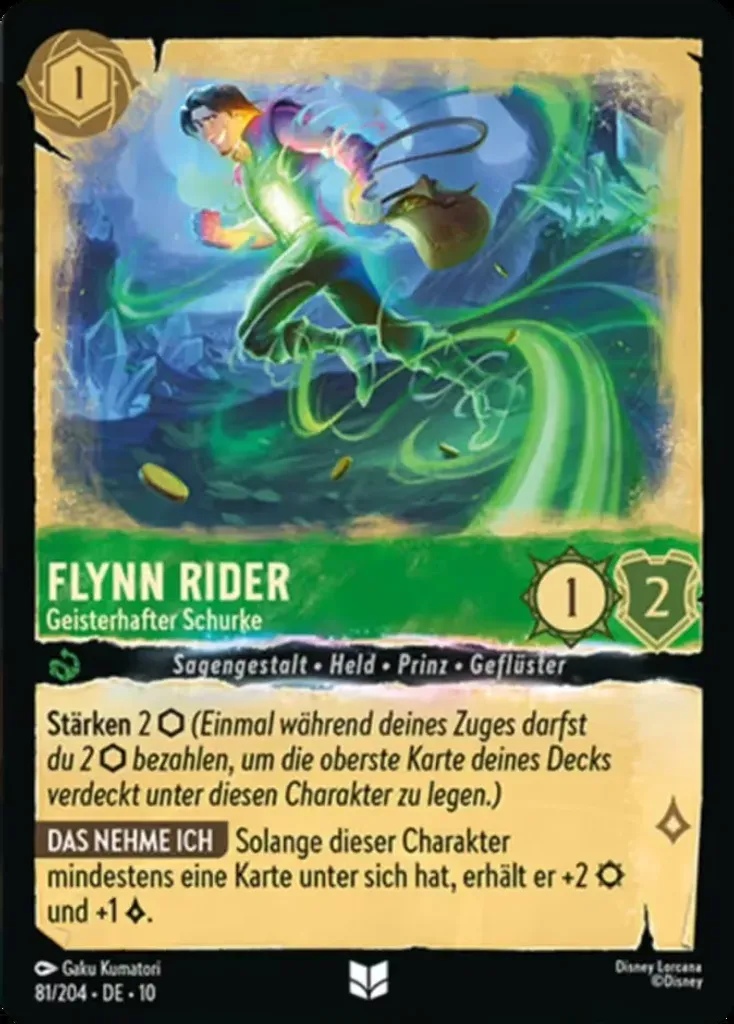 1
FLYNN RIDER
Geisterhafter Schurke
1
2
Sagengestalt • Held • Prinz • Geflüster
Stärken 2 ⬡ (Einmal während deines Zuges darfst
du 2 ⬡ bezahlen, um die oberste Karte deines Decks
verdeckt unter diesen Charakter zu legen.)
DAS NEHME ICH Solange dieser Charakter
mindestens eine Karte unter sich hat, erhält er +2
und +1.
Gaku Kumatori
81/204 • DE • 10
Disney Lorcana
©Disney